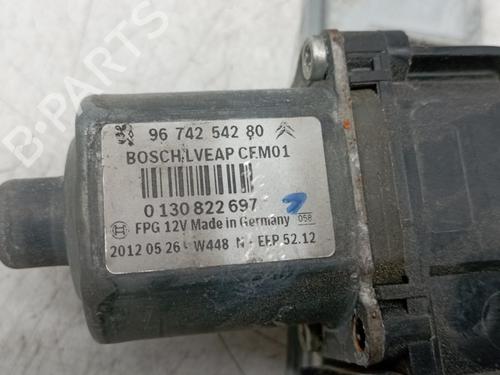 96 742 542 80
BOSCH LVEAP CFM01
0 130 822 697
FPG 12V Made in Germany 058
2012 05 26 W448 N - EFP 52.12
B-PARTS